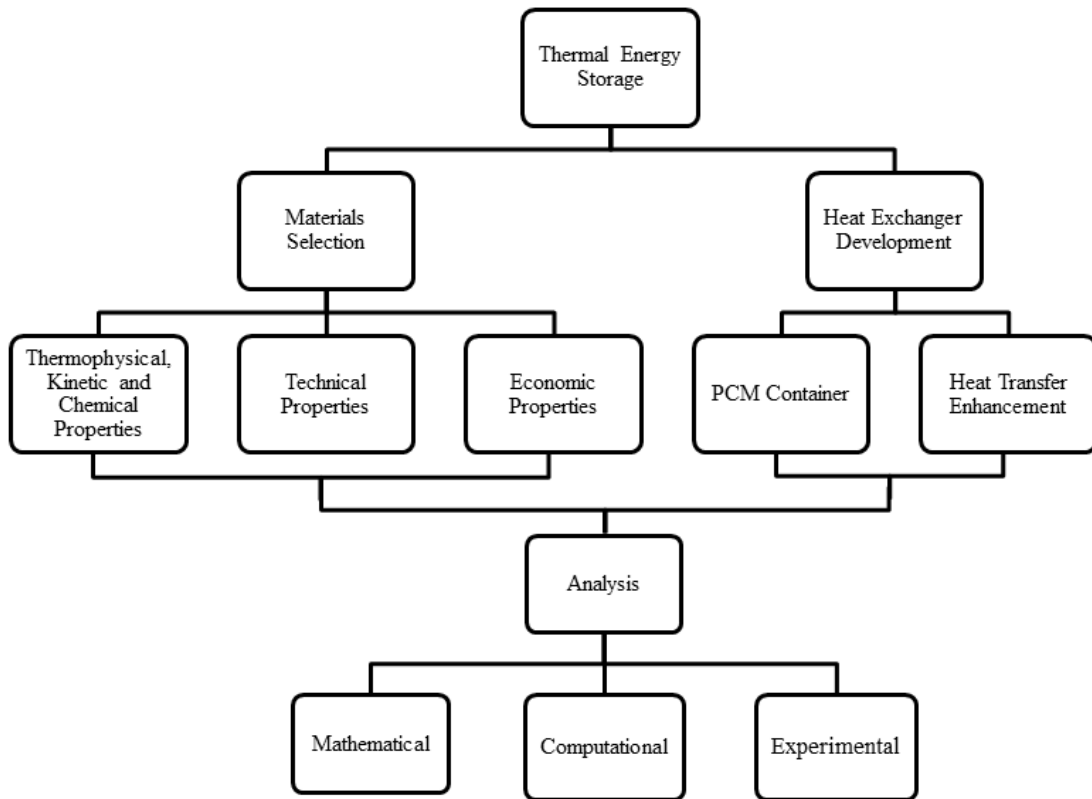 Thermal Energy
Storage
Materials
Selection
Heat Exchanger
Development
Thermophysical,
Kinetic and
Chemical
Properties
Technical
Properties
Economic
Properties
PCM Container
Heat Transfer
Enhancement
Analysis
Mathematical
Computational
Experimental